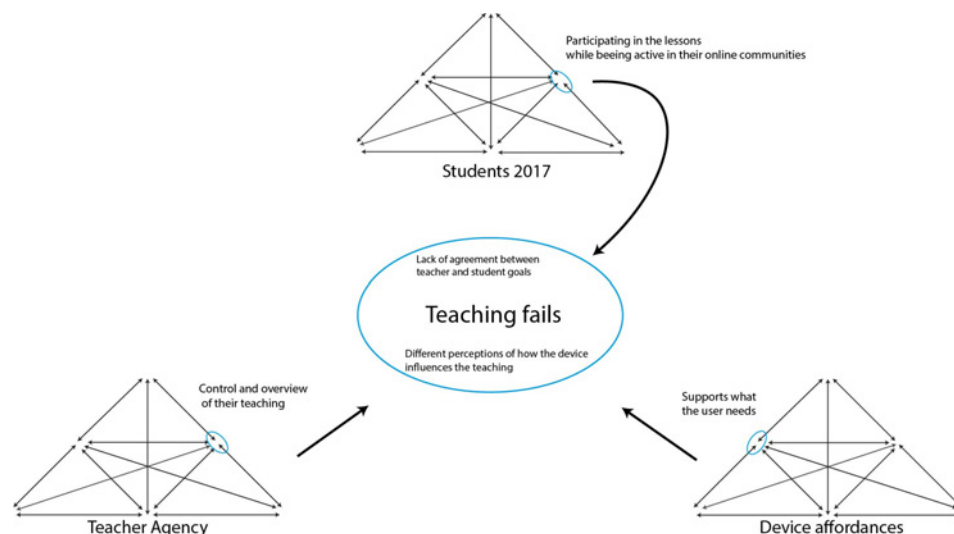 Participating in the lessons
while beeing active in their online communities
Students 2017
Lack of agreement between
teacher and student goals
Teaching fails
Different perceptions of how the device
influences the teaching
Control and overview
of their teaching
Teacher Agency
Supports what
the user needs
Device affordances